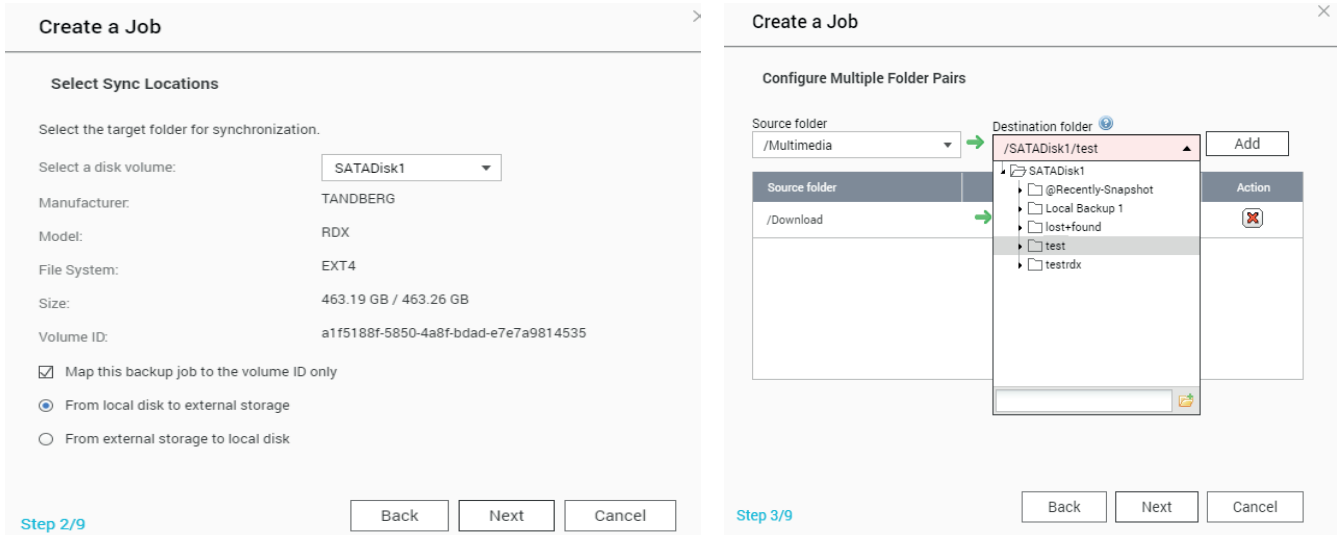 Create a Job
Select Sync Locations
Select the target folder for synchronization.
Select a disk volume: SATADisk1
Manufacturer: TANDBERG
Model: RDX
File System: EXT4
Size: 463.19 GB / 463.26 GB
Volume ID: a1f5188f-5850-4a8f-bdad-e7e7a9814535
Map this backup job to the volume ID only
From local disk to external storage
From external storage to local disk
Step 2/9
Back Next Cancel
Create a Job
Configure Multiple Folder Pairs
Source folder Destination folder
/Multimedia /SATADisk1/test Add
Source folder Action
/Download
SATADisk1
@Recently-Snapshot
Local Backup 1
lost+found
test
testrdx
Step 3/9
Back Next Cancel